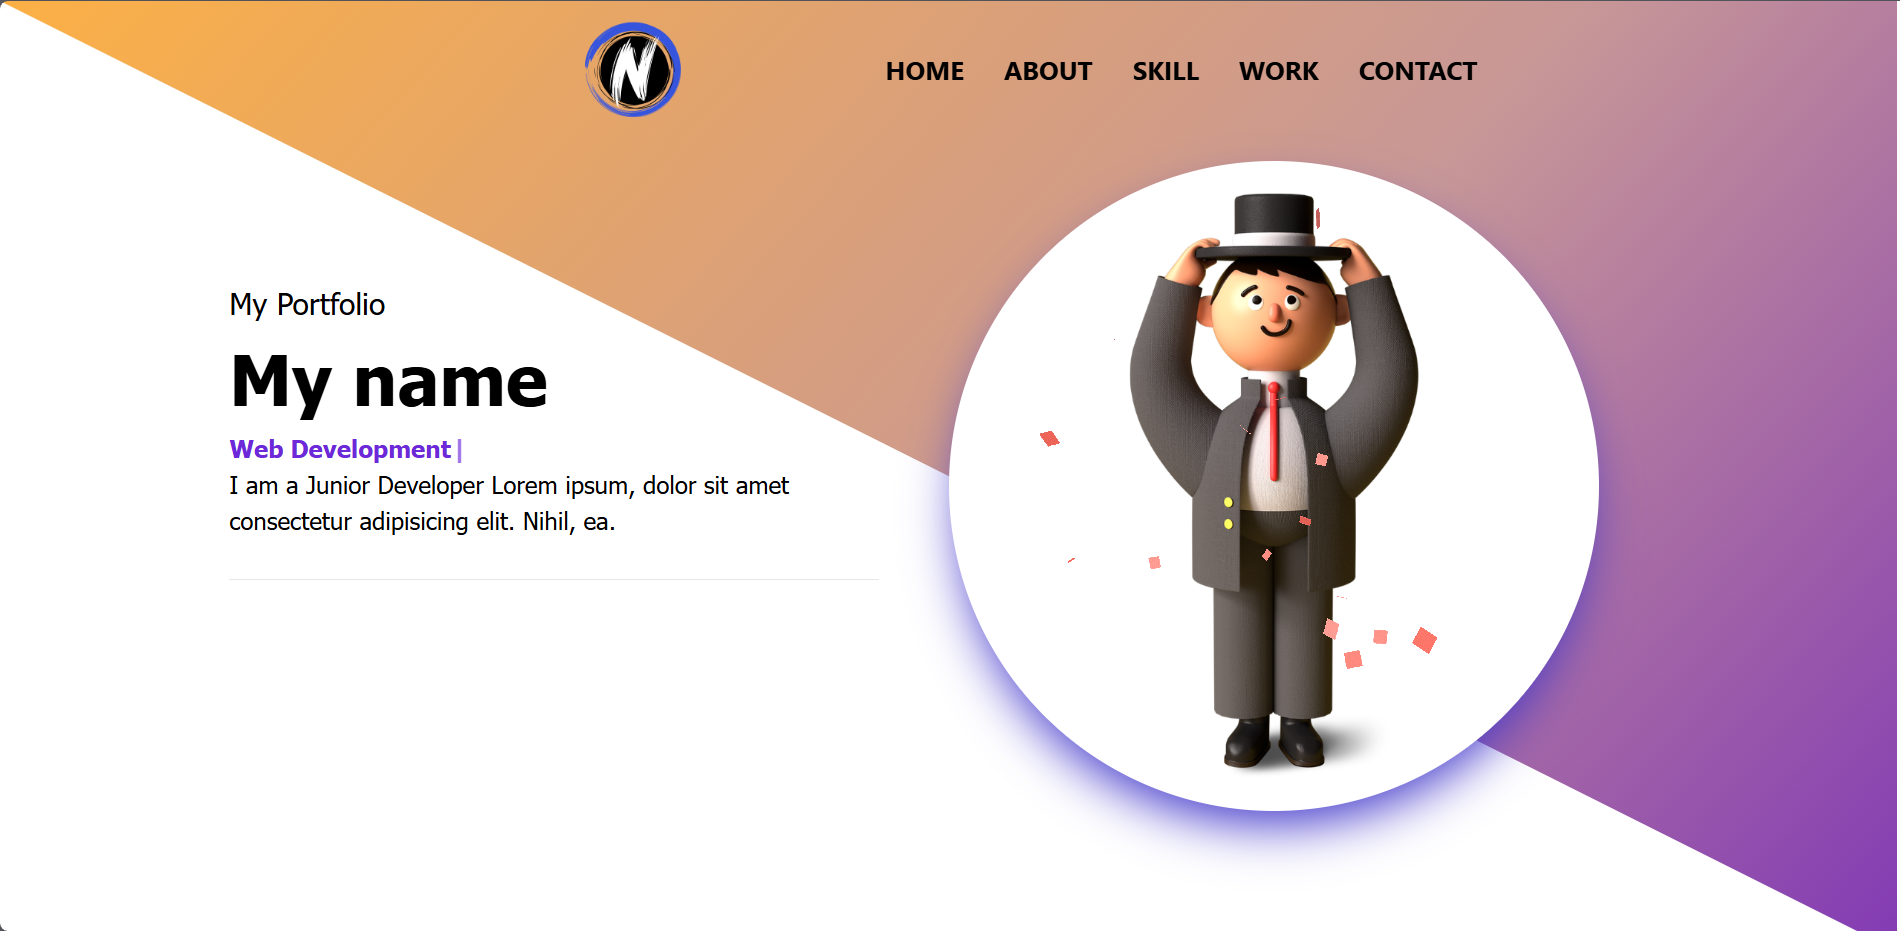 N
HOME ABOUT SKILL WORK CONTACT
My Portfolio
My name
Web Development|
I am a Junior Developer Lorem ipsum, dolor sit amet
consectetur adipisicing elit. Nihil, ea.